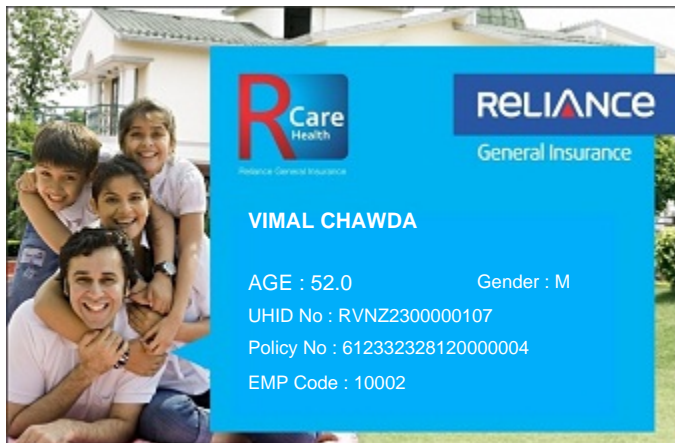 R Care
Health
Reliance General Insurance
RELIANCE
General Insurance
VIMAL CHAWDA
AGE : 52.0 Gender : M
UHID No : RVNZ2300000107
Policy No : 612332328120000004
EMP Code : 10002